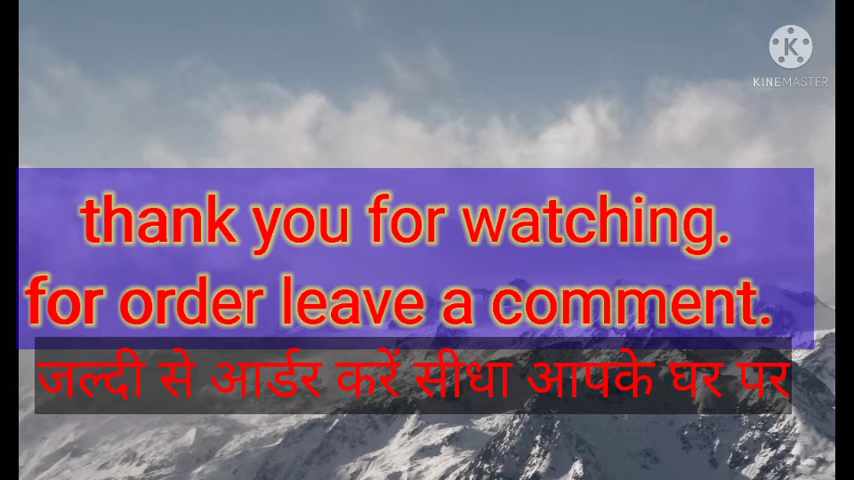 KINEMASTER
thank you for watching.
for order leave a comment.
जल्दी से आर्डर करें सीधा आपके घर पर